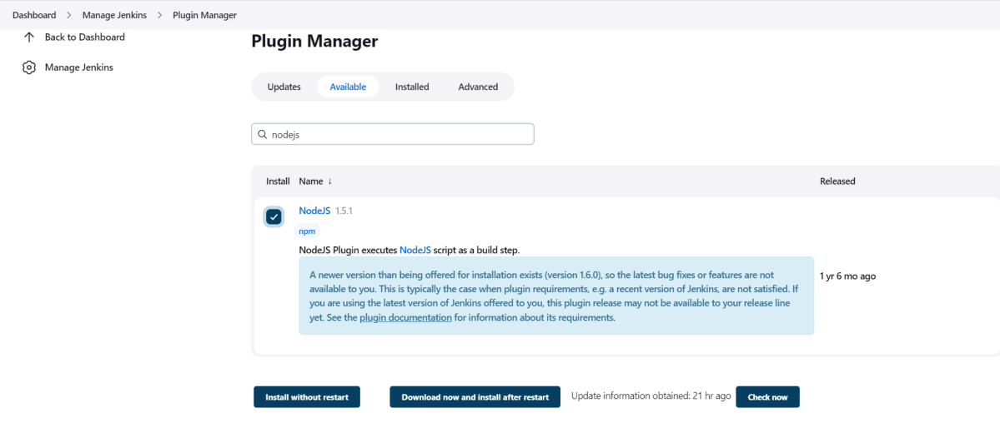 Dashboard > Manage Jenkins > Plugin Manager
Back to Dashboard
Manage Jenkins
Plugin Manager
Updates Available Installed Advanced
nodejs
Install Name ↓ Released
NodeJS 1.5.1
npm
NodeJS Plugin executes NodeJS script as a build step.
A newer version than being offered for installation exists (version 1.6.0), so the latest bug fixes or features are not
available to you. This is typically the case when plugin requirements, e.g. a recent version of Jenkins, are not satisfied. If
you are using the latest version of Jenkins offered to you, this plugin release may not be available to your release line
yet. See the plugin documentation for information about its requirements.
1 yr 6 mo ago
Install without restart Download now and install after restart Update information obtained: 21 hr ago Check now